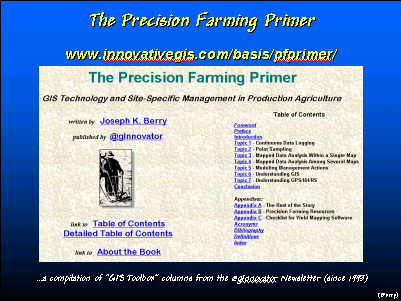 The Precision Farming Primer
www.innovativegis.com/basis/pfprimer/
The Precision Farming Primer
GIS Technology and Site-Specific Management in Production Agriculture
written by Joseph K. Berry
published by @gInnovator
link to Table of Contents
Detailed Table of Contents
link to About the Book
Table of Contents
Foreword
Preface
Introduction
Topic 1 - Continuous Data Logging
Topic 2 - Point Sampling
Topic 3 - Mapped Data Analysis Within a Single Map
Topic 4 - Mapped Data Analysis Among Several Maps
Topic 5 - Modeling Management Actions
Topic 6 - Understanding GIS
Topic 7 - Understanding GPS/IDI/RS
Conclusion
Appendices:
Appendix A - The Rest of the Story
Appendix B - Precision Farming Resources
Appendix C - Checklist for Yield Mapping Software
Acronyms
Bibliography
Definitions
Index
...a compilation of "GIS Toolbox" columns from the @gInnovator Newsletter (since 1993)
(Berry)